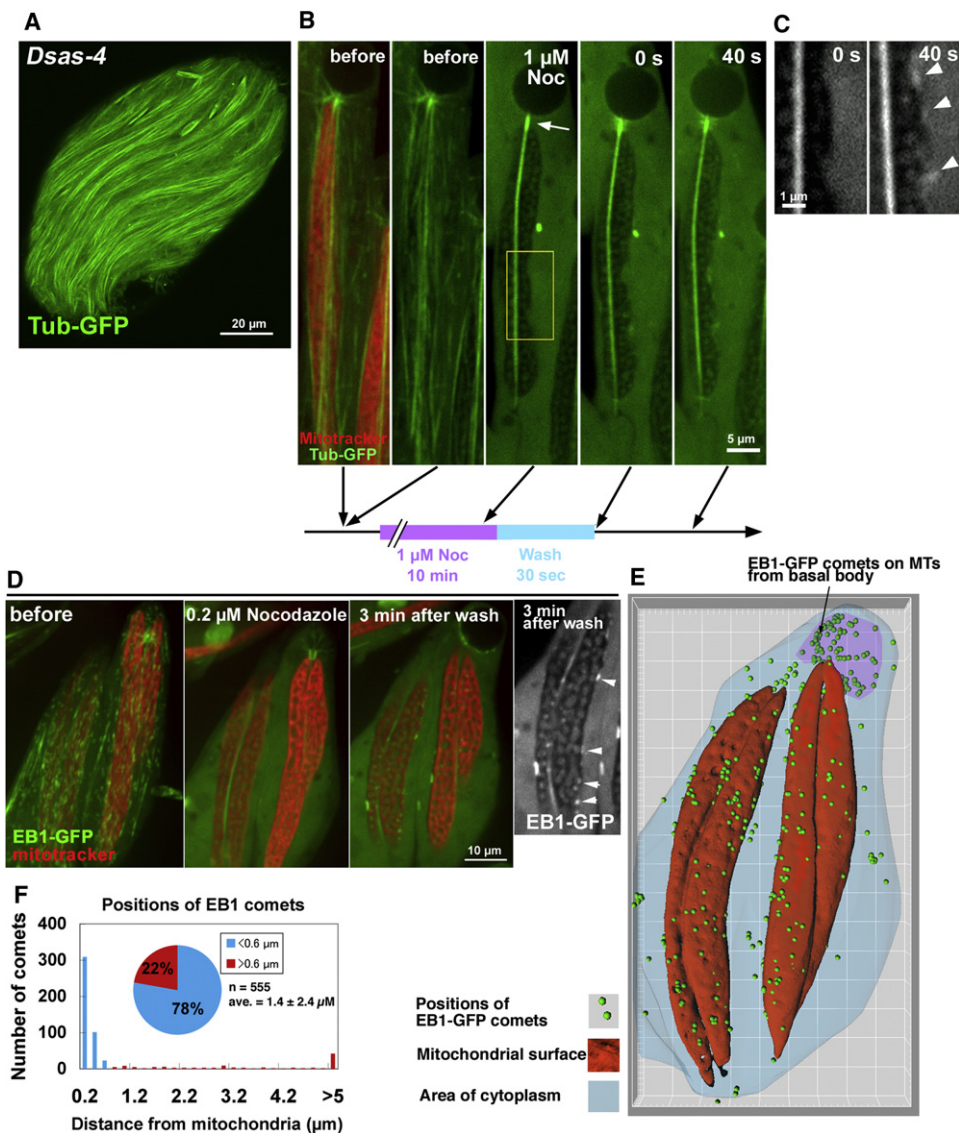 A
Dsas-4
Tub-GFP
20 µm
B
before
before
1 µM
Noc
0 s
40 s
Mitotracker
Tub-GFP
5 µm
1 µM Noc
10 min
Wash
30 sec
C
0 s
40 s
1 µm
D
before
0.2 µM Nocodazole
3 min after wash
3 min
after wash
EB1-GFP
mitotracker
10 µm
EB1-GFP
E
EB1-GFP comets on MTs
from basal body
F
Positions of EB1 comets
Number of comets
400
300
200
100
0
<0.6 µm
>0.6 µm
22%
78%
n = 555
ave. = 1.4 ± 2.4 µM
0.2
1.2
2.2
3.2
>5
Distance from mitochondria (µm)
Positions of
EB1-GFP comets
Mitochondrial surface
Area of cytoplasm